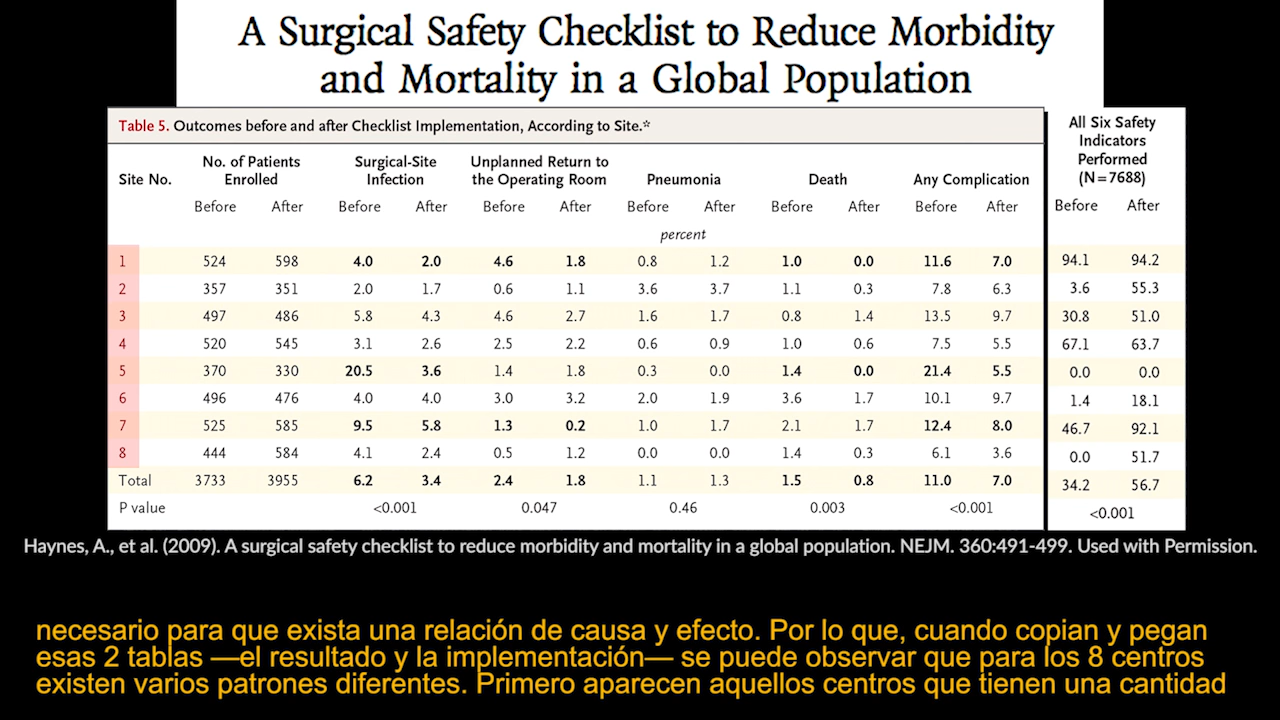 A Surgical Safety Checklist to Reduce Morbidity
and Mortality in a Global Population
Table 5. Outcomes before and after Checklist Implementation, According to Site.*
Site No. No. of Patients Enrolled Surgical-Site Infection Unplanned Return to the Operating Room Pneumonia Death Any Complication All Six Safety Indicators Performed (N=7688)
Before After Before After Before After Before After Before After Before After Before After
percent
1 524 598 4.0 2.0 4.6 1.8 0.8 1.2 1.0 0.0 11.6 7.0 94.1 94.2
2 357 351 2.0 1.7 0.6 1.1 3.6 3.7 1.1 0.3 7.8 6.3 3.6 55.3
3 497 486 5.8 4.3 4.6 2.7 1.6 1.7 0.8 1.4 13.5 9.7 30.8 51.0
4 520 545 3.1 2.6 2.5 2.2 0.6 0.9 1.0 0.6 7.5 5.5 67.1 63.7
5 370 330 20.5 3.6 1.4 1.8 0.3 0.0 1.4 0.0 21.4 5.5 0.0 0.0
6 496 476 4.0 4.0 3.0 3.2 2.0 1.9 3.6 1.7 10.1 9.7 1.4 18.1
7 525 585 9.5 5.8 1.3 0.2 1.0 1.7 2.1 1.7 12.4 8.0 46.7 92.1
8 444 584 4.1 2.4 0.5 1.2 0.0 0.0 1.4 0.3 6.1 3.6 0.0 51.7
Total 3733 3955 6.2 3.4 2.4 1.8 1.1 1.3 1.5 0.8 11.0 7.0 34.2 56.7
P value <0.001 0.047 0.46 0.003 <0.001 <0.001
Haynes, A., et al. (2009). A surgical safety checklist to reduce morbidity and mortality in a global population. NEJM. 360:491-499. Used with Permission.
necesario para que exista una relación de causa y efecto. Por lo que, cuando copian y pegan
esas 2 tablas —el resultado y la implementación— se puede observar que para los 8 centros
existen varios patrones diferentes. Primero aparecen aquellos centros que tienen una cantidad